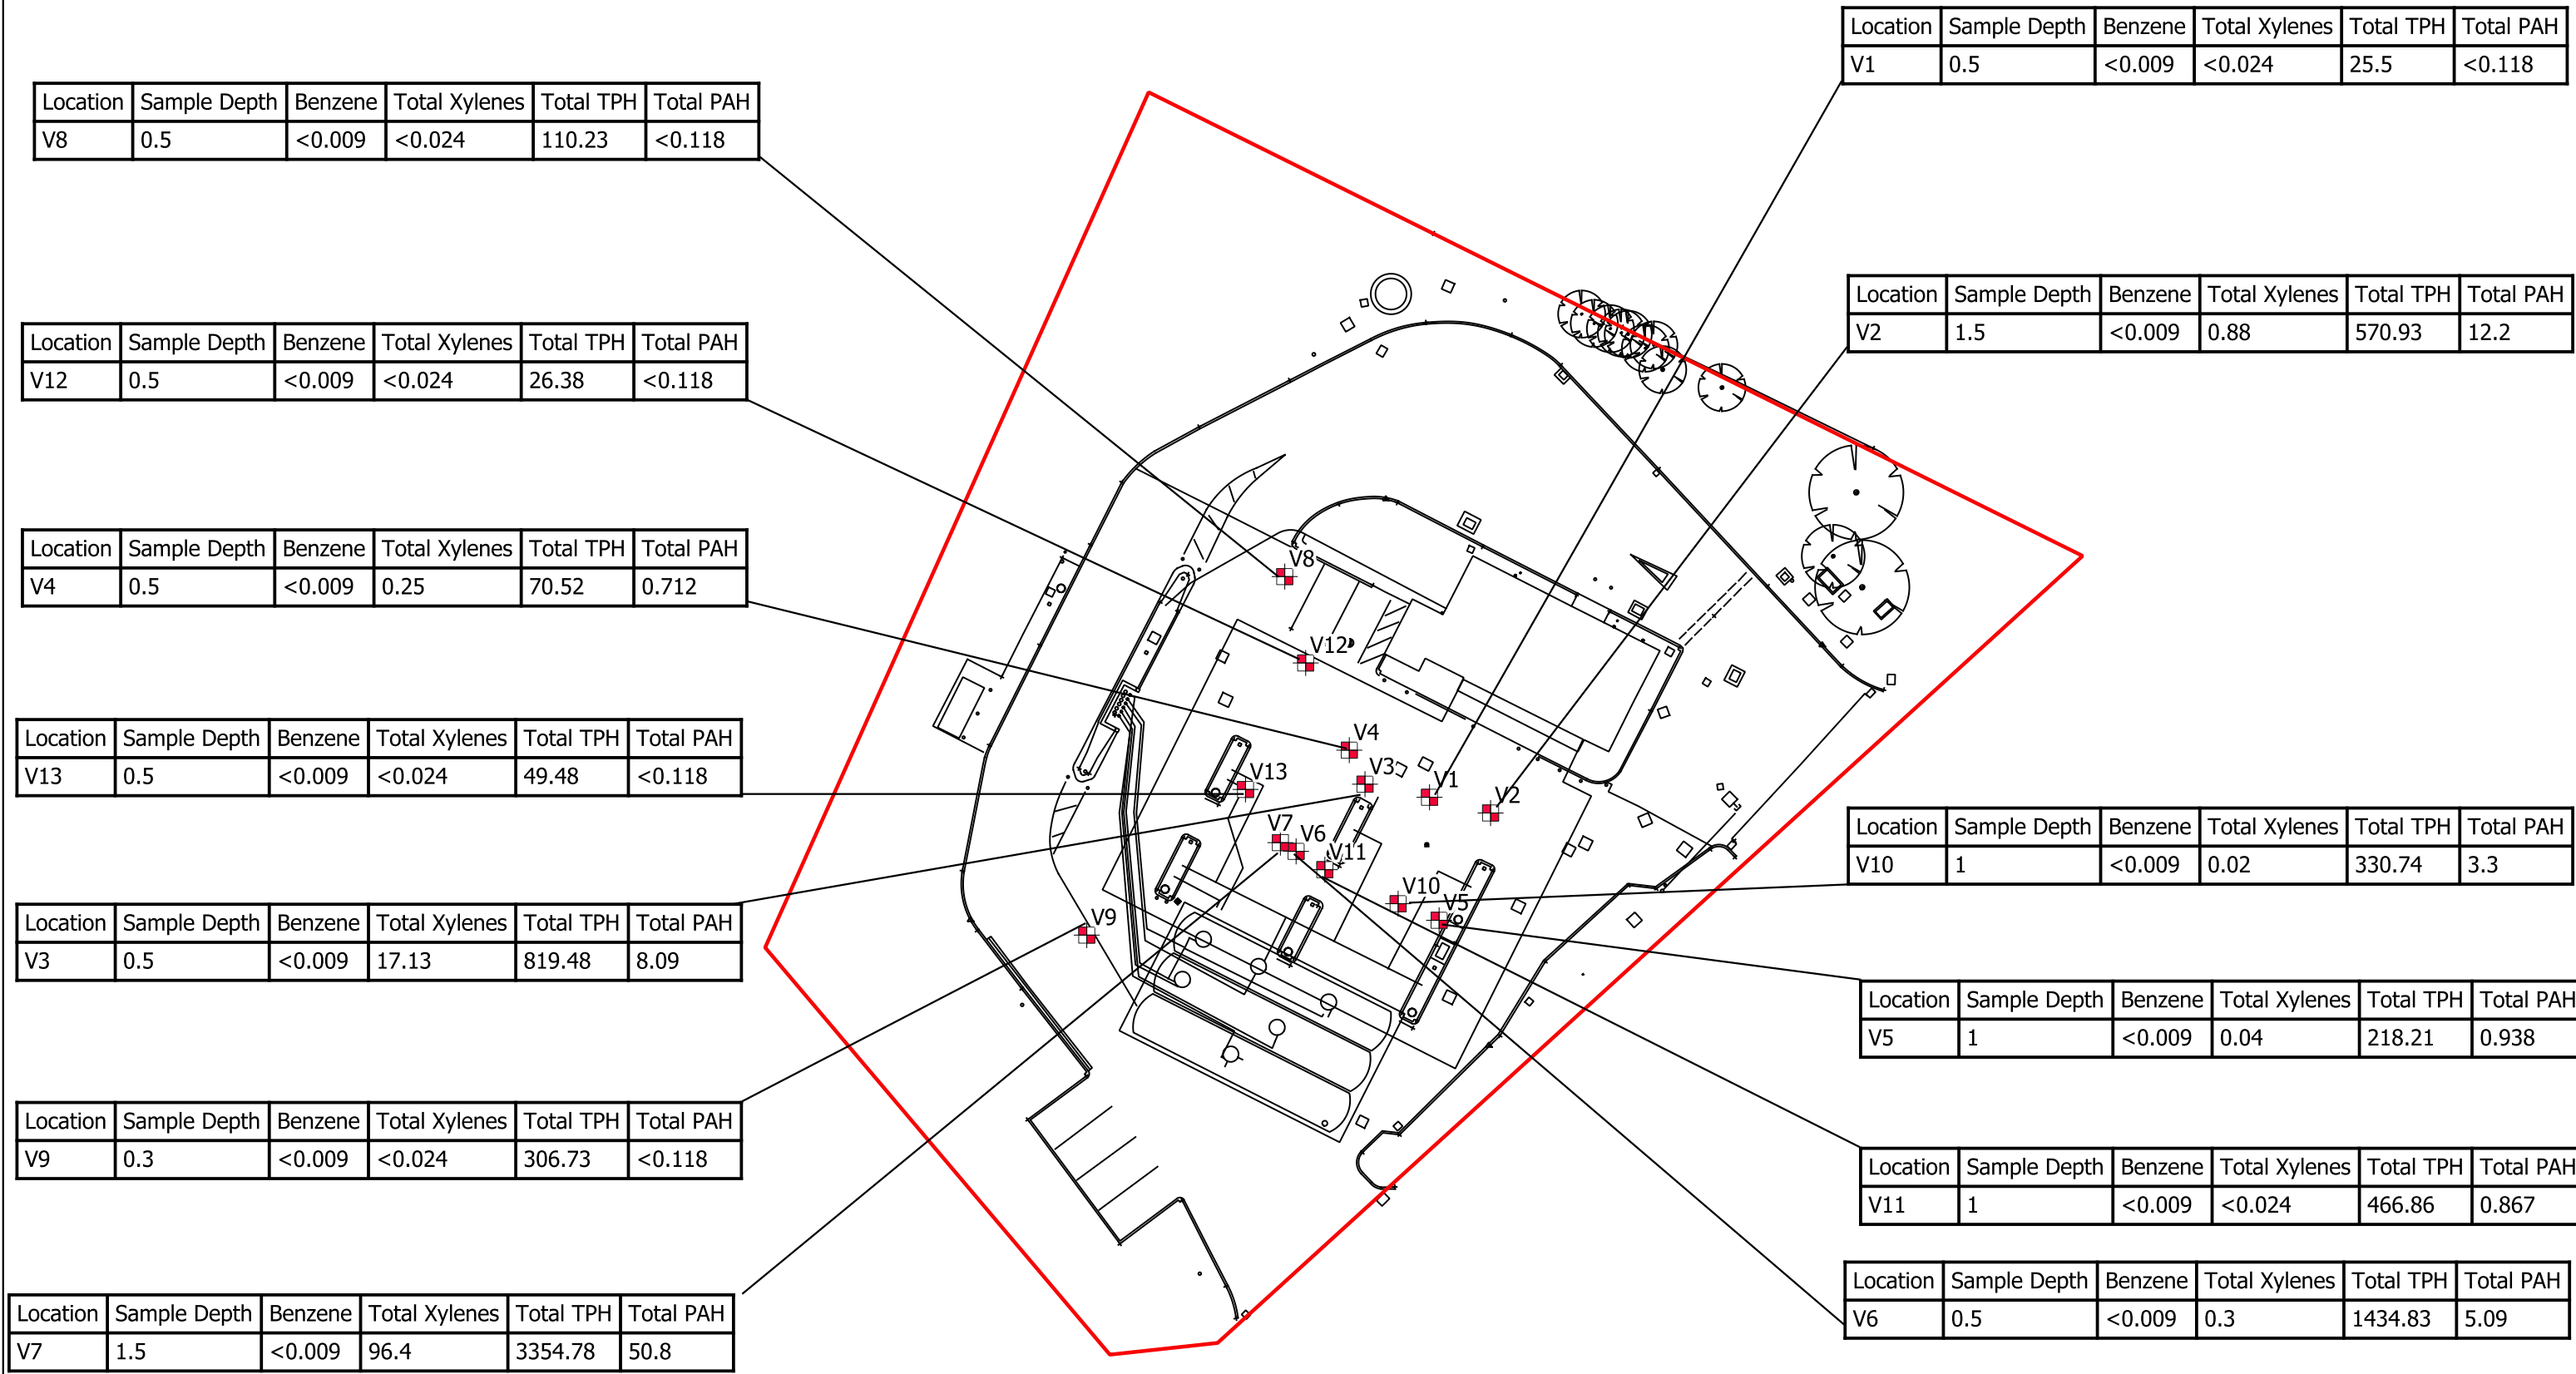 Location Sample Depth Benzene Total Xylenes Total TPH Total PAH
V1 0.5 <0.009 <0.024 25.5 <0.118
Location Sample Depth Benzene Total Xylenes Total TPH Total PAH
V8 0.5 <0.009 <0.024 110.23 <0.118
Location Sample Depth Benzene Total Xylenes Total TPH Total PAH
V2 1.5 <0.009 0.88 570.93 12.2
Location Sample Depth Benzene Total Xylenes Total TPH Total PAH
V12 0.5 <0.009 <0.024 26.38 <0.118
Location Sample Depth Benzene Total Xylenes Total TPH Total PAH
V4 0.5 <0.009 0.25 70.52 0.712
V8
V12
Location Sample Depth Benzene Total Xylenes Total TPH Total PAH
V13 0.5 <0.009 <0.024 49.48 <0.118
V4
V3
V13
V1
V2
V7
V6
V11
V10
V5
V9
Location Sample Depth Benzene Total Xylenes Total TPH Total PAH
V10 1 <0.009 0.02 330.74 3.3
Location Sample Depth Benzene Total Xylenes Total TPH Total PAH
V3 0.5 <0.009 17.13 819.48 8.09
Location Sample Depth Benzene Total Xylenes Total TPH Total PAH
V5 1 <0.009 0.04 218.21 0.938
Location Sample Depth Benzene Total Xylenes Total TPH Total PAH
V9 0.3 <0.009 <0.024 306.73 <0.118
Location Sample Depth Benzene Total Xylenes Total TPH Total PAH
V11 1 <0.009 <0.024 466.86 0.867
Location Sample Depth Benzene Total Xylenes Total TPH Total PAH
V6 0.5 <0.009 0.3 1434.83 5.09
Location Sample Depth Benzene Total Xylenes Total TPH Total PAH
V7 1.5 <0.009 96.4 3354.78 50.8